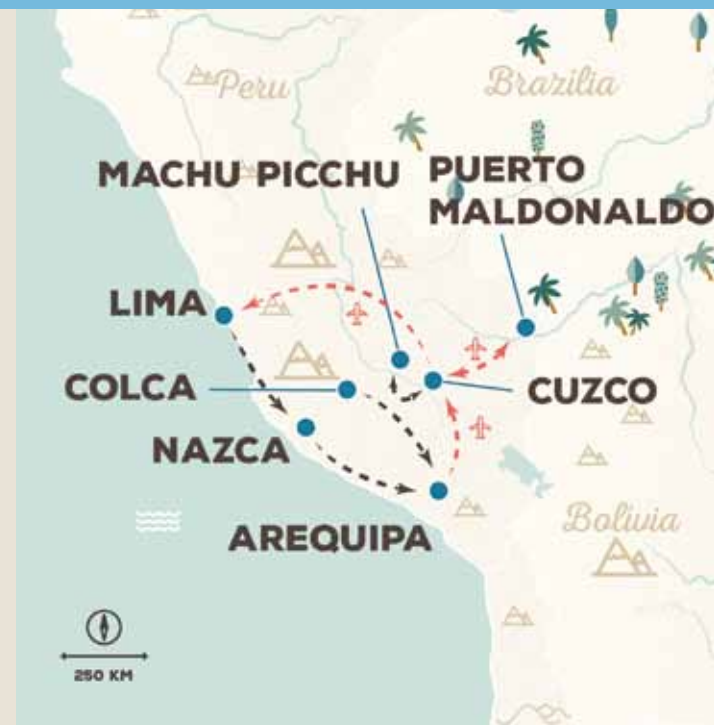 Peru
Brazilia
MACHU PICCHU
PUERTO
MALDONALDO
LIMA
COLCA
CUZCO
NAZCA
Bolivia
AREQUIPA
250 KM